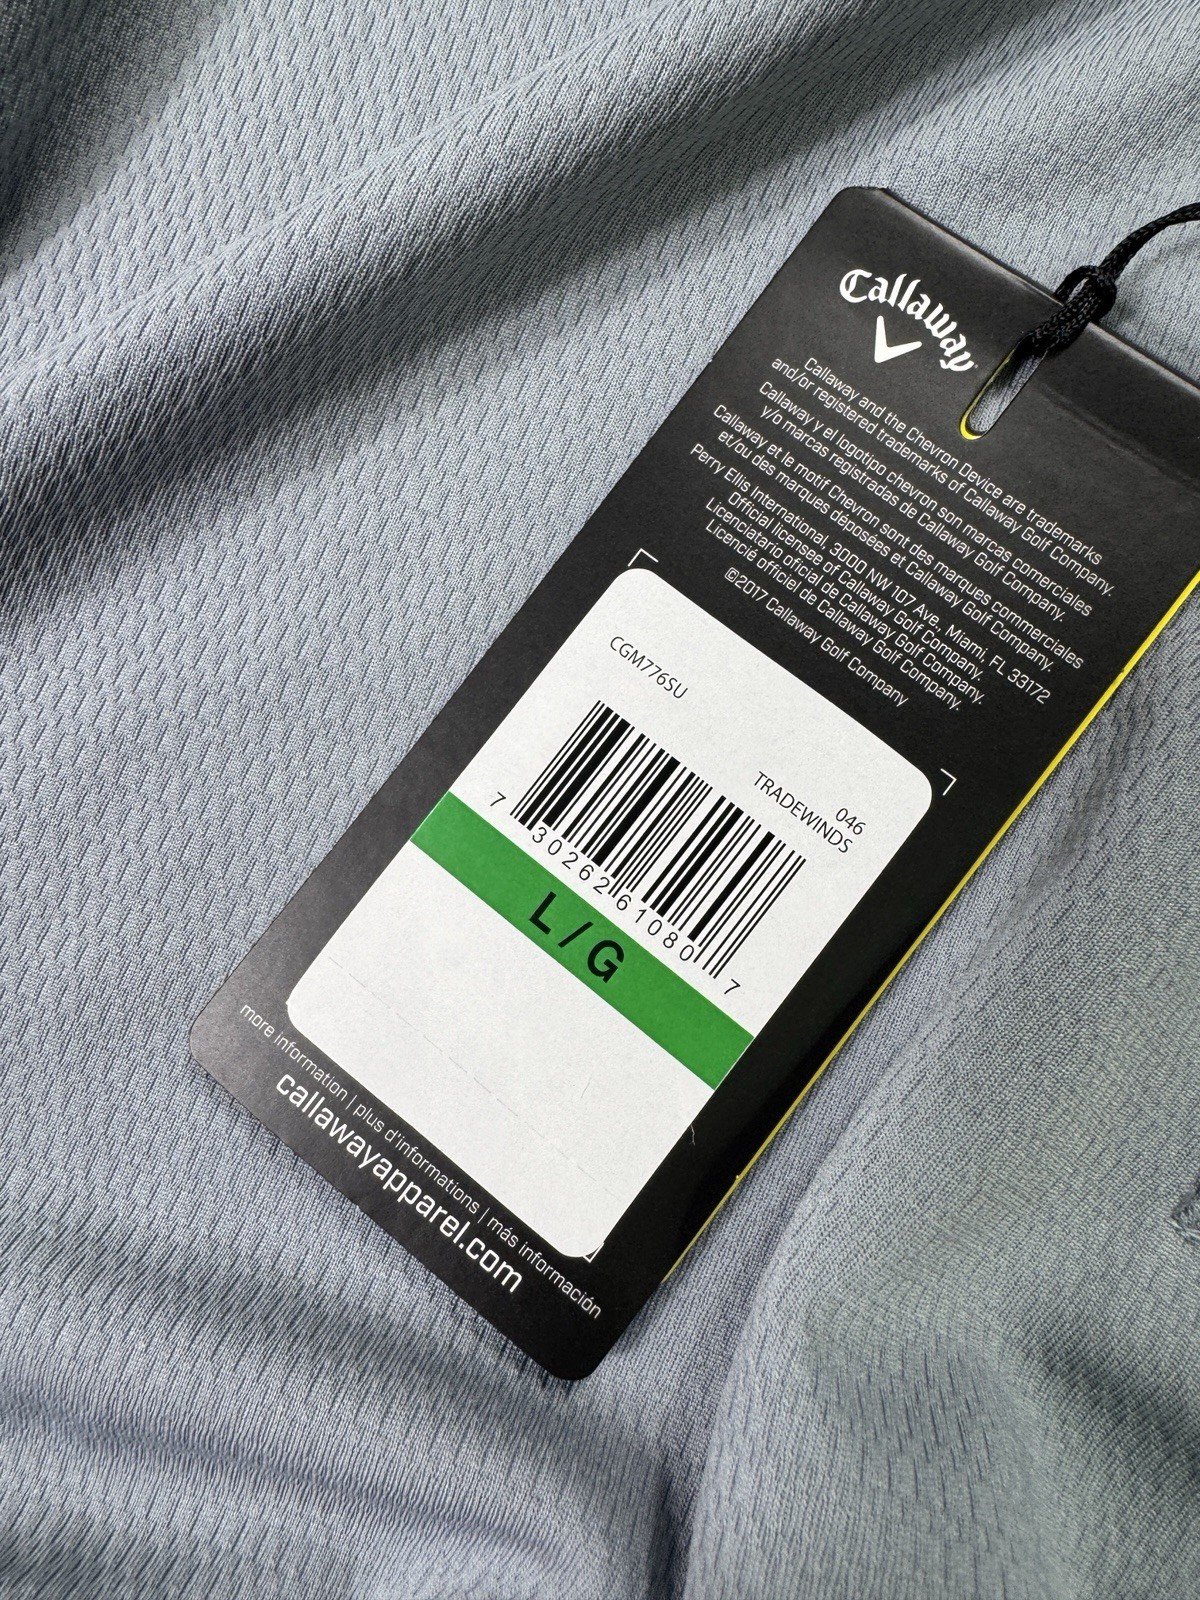 Callaway
Callaway and the Chevron Device are trademarks
and/or registered trademarks of Callaway Golf Company.
Callaway y el logotipo chevron son marcas comerciales
y/o marcas registradas de Callaway Golf Company.
Callaway et le motif Chevron sont des marques commerciales
et/ou des marques déposées et Callaway Golf Company.
Perry Ellis International, 3000 NW 107 Ave, Miami, FL 33172
Official licensee of Callaway Golf Company.
Licenciatario oficial de Callaway Golf Company.
Licencié officiel de Callaway Golf Company.
©2017 Callaway Golf Company
CGM776SU
046
TRADEWINDS
7 30262 61080 7
L/G
more information | plus d'informations | más información
callawayapparel.com